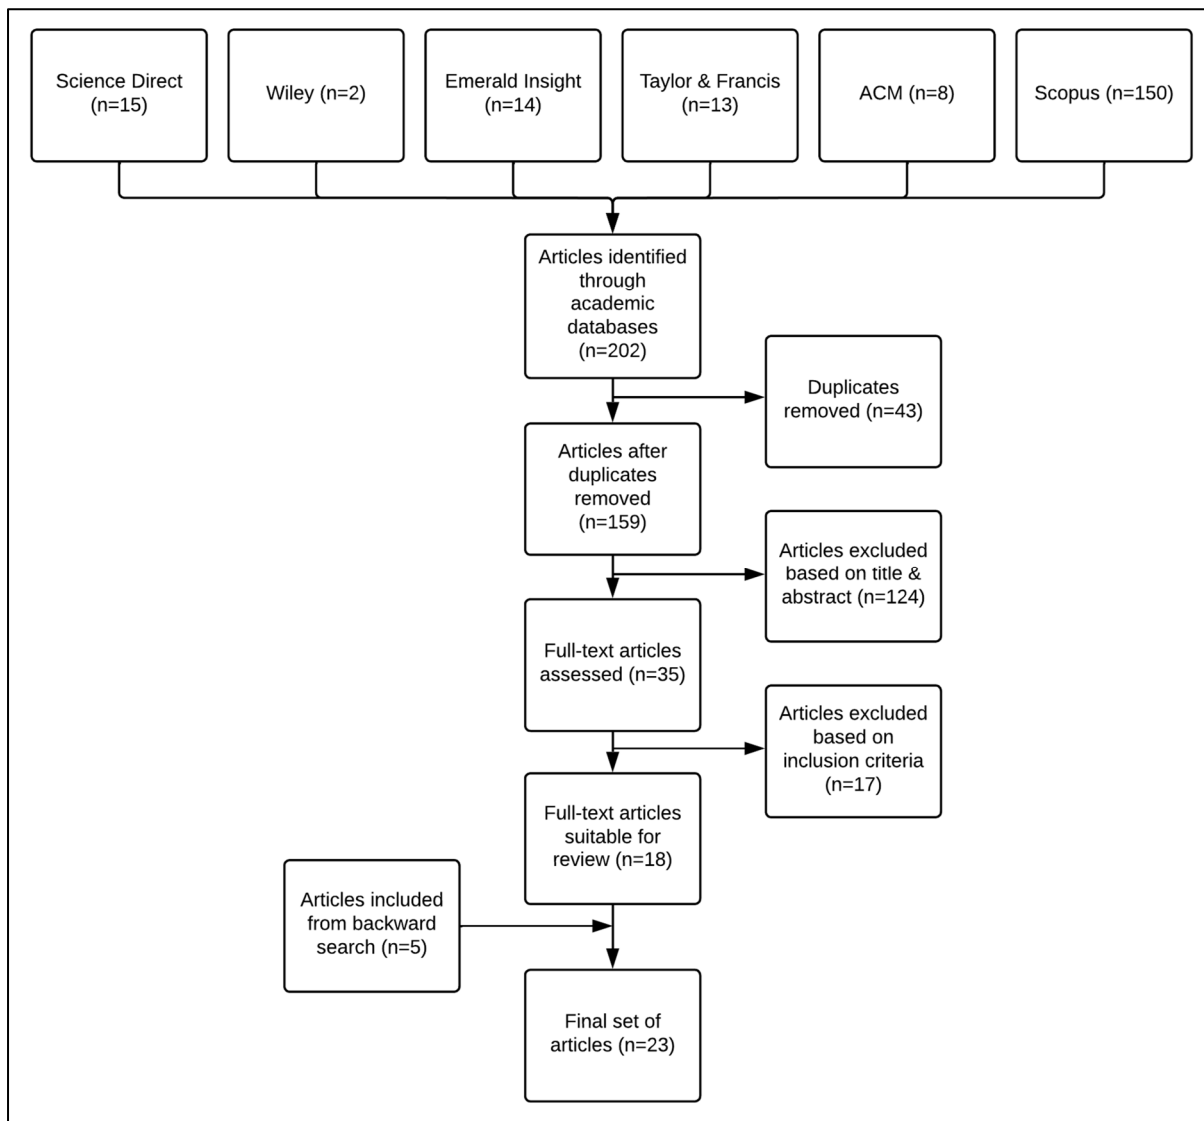 Science Direct
(n=15)
Wiley (n=2)
Emerald Insight
(n=14)
Taylor & Francis
(n=13)
ACM (n=8)
Scopus (n=150)
Articles identified
through
academic
databases
(n=202)
Duplicates
removed (n=43)
Articles after
duplicates
removed
(n=159)
Articles excluded
based on title &
abstract (n=124)
Full-text articles
assessed (n=35)
Articles excluded
based on
inclusion criteria
(n=17)
Full-text articles
suitable for
review (n=18)
Articles included
from backward
search (n=5)
Final set of
articles (n=23)